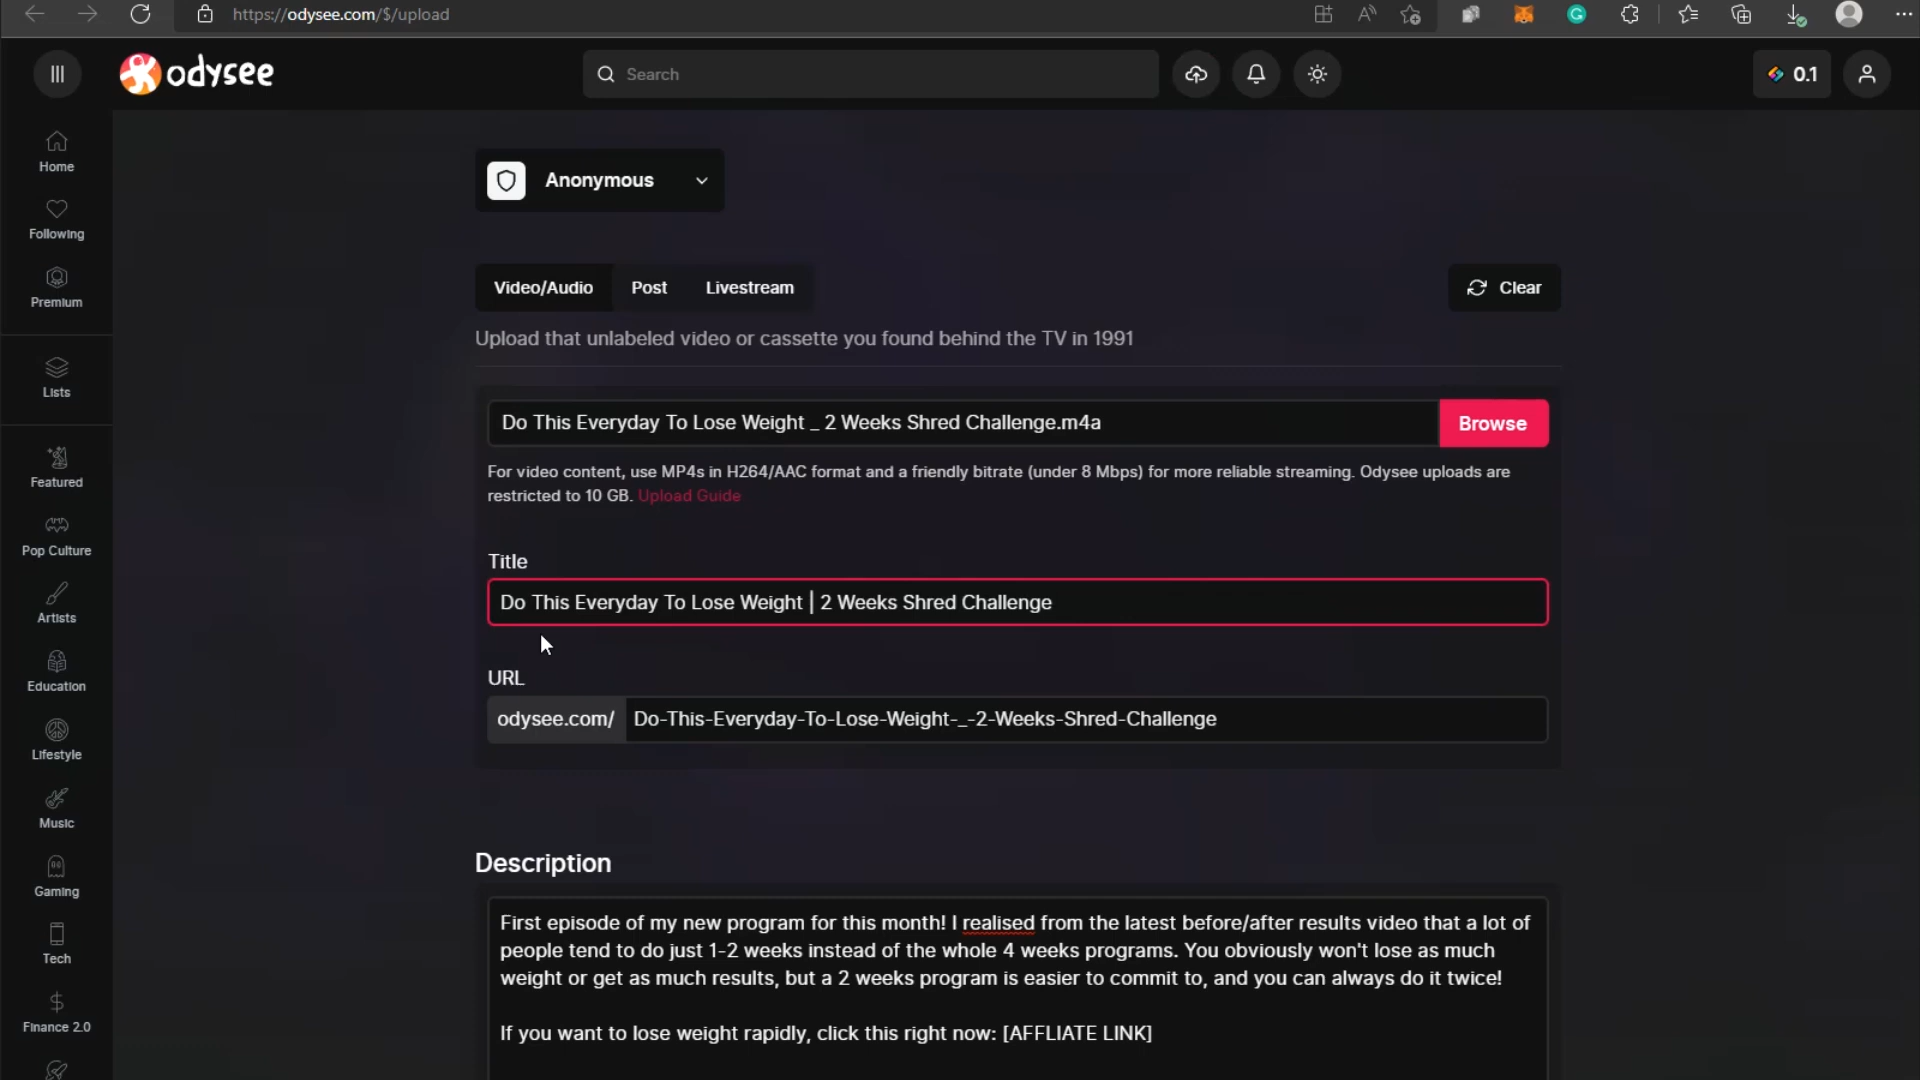 https://odysee.com/$/upload
odysee
Search
0.1
Home
Following
Premium
Lists
Featured
Pop Culture
Artists
Education
Lifestyle
Music
Gaming
Tech
Finance 2.0
Anonymous
Video/Audio Post Livestream
Clear
Upload that unlabeled video or cassette you found behind the TV in 1991
Do This Everyday To Lose Weight _ 2 Weeks Shred Challenge.m4a
Browse
For video content, use MP4s in H264/AAC format and a friendly bitrate (under 8 Mbps) for more reliable streaming. Odysee uploads are
restricted to 10 GB. Upload Guide
Title
Do This Everyday To Lose Weight | 2 Weeks Shred Challenge
URL
odysee.com/ Do-This-Everyday-To-Lose-Weight-_-2-Weeks-Shred-Challenge
Description
First episode of my new program for this month! I realised from the latest before/after results video that a lot of
people tend to do just 1-2 weeks instead of the whole 4 weeks programs. You obviously won't lose as much
weight or get as much results, but a 2 weeks program is easier to commit to, and you can always do it twice!
If you want to lose weight rapidly, click this right now: [AFFLIATE LINK]